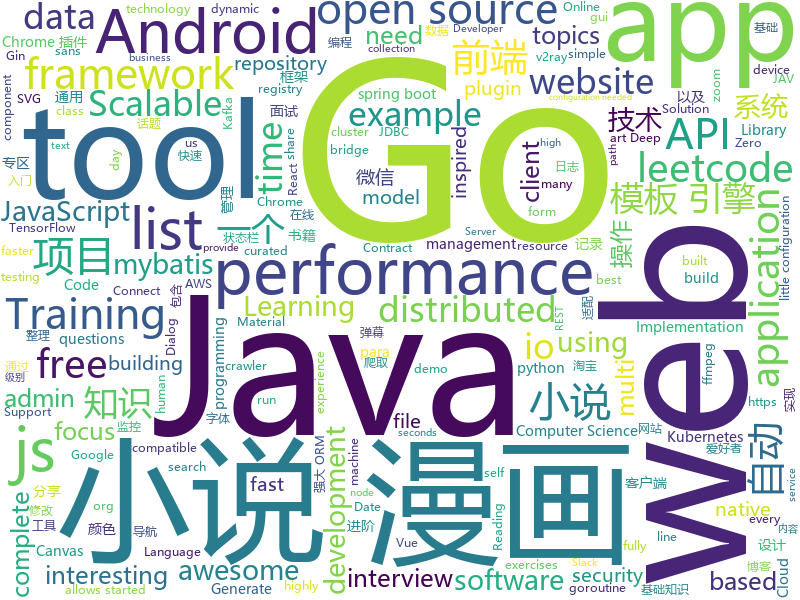 technology
dynamic
data
Android
open source
app
Chrome 插件
business
need
前端
topics
Online
gui
基础
Gin
sans
编程
collection
数据
Developer
v2ray
simple
framework
repository
框架
plugin
website
zoom
device
JAV
component
SVG
通用
registry
面试
spring boot
example
以及
Solution
Scalable
Kafka
cluster
JDBC
技术
API
系统
class
话题
us
React
share
bridge
inspired
art Deep
Library
Zero
text
day
快速
time
微信
client
path
many
high
日志
configuration needed
tool
Go
专区
入门
list
管理
Chrome
model
leetcode
JavaScript
一个
在线
书籍
form
记录
模板 引擎
TensorFlow
项目
状态栏
curated
management
resource
操作
application
faster
mybatis
包含
AWS
provide
Contract
Server
best
testing
Code
Connect
performance
built
build
Training
Dialog
Java
web
little configuration
Learning
distributed
整理
questions
Material
io
using
REST
适配
Implementation
free
building
弹幕
para
demo
小说
multi
https
实现
通过
级别
admin
知识
programming
crawler
爬取
淘宝
python
Computer Science
网站
Support
human
监控
experience
run
file
Kubernetes
爱好者
js
focus
compatible
ffmpeg
org
Google
search
自动
seconds
self
客户端
分享
颜色
字体
强大 ORM
machine
fast
security
修改
complete
工具
导航
development
software
native
service
小说
漫画
every
Date
node
Reading
line
设计
内容
interesting
进阶
interview
based
Language
Vue
Canvas
博客
Cloud
allows started
Generate
highly
awesome
Slack
exercises
fully
基础知识
goroutine